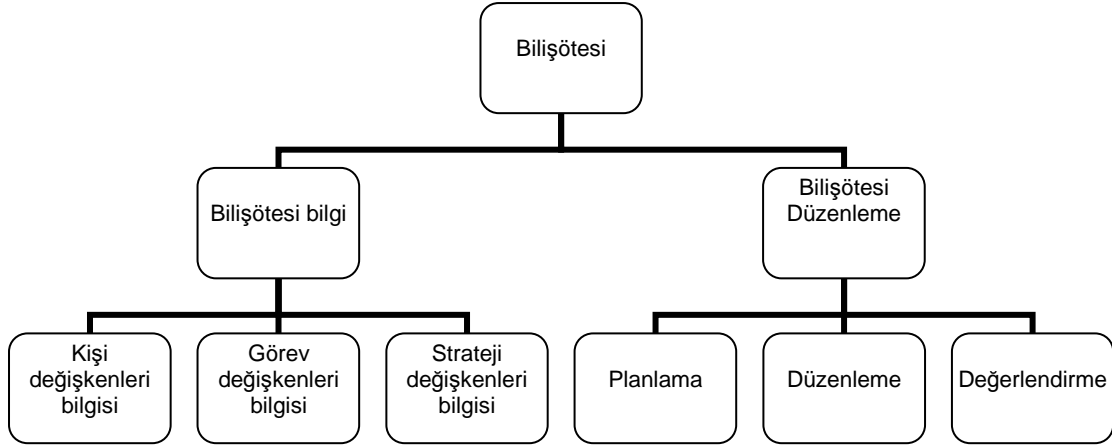 Bilişötesi
Bilişötesi bilgi
Bilişötesi
Düzenleme
Kişi
değişkenleri
bilgisi
Görev
değişkenleri
bilgisi
Strateji
değişkenleri
bilgisi
Planlama
Düzenleme
Değerlendirme